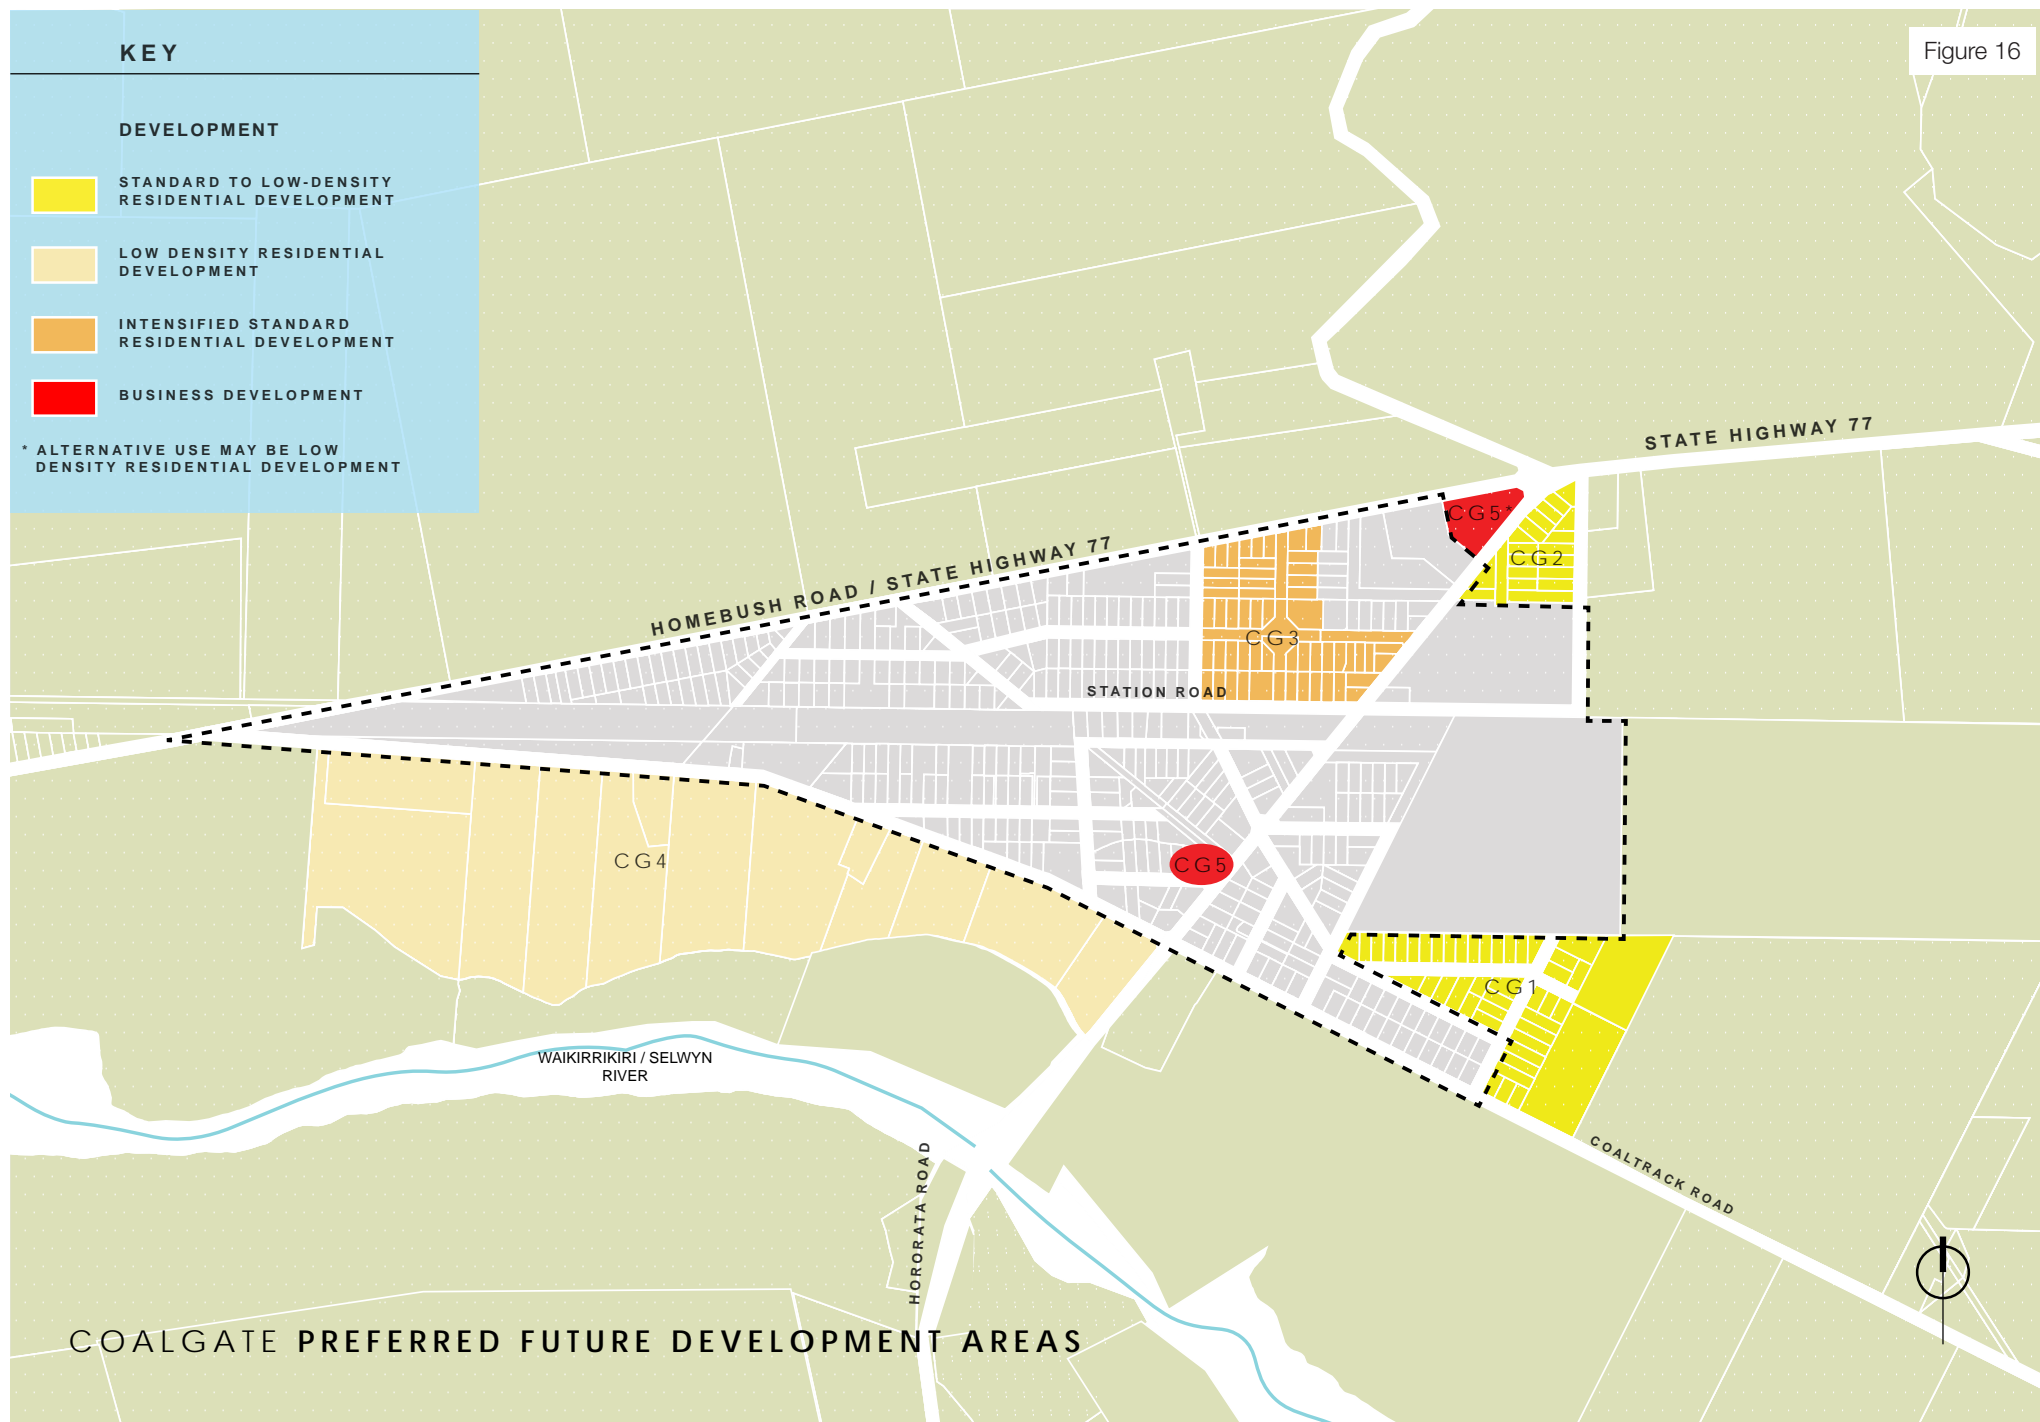 KEY
Figure 16
DEVELOPMENT
STANDARD TO LOW-DENSITY
RESIDENTIAL DEVELOPMENT
LOW DENSITY RESIDENTIAL
DEVELOPMENT
INTENSIFIED STANDARD
RESIDENTIAL DEVELOPMENT
BUSINESS DEVELOPMENT
* ALTERNATIVE USE MAY BE LOW
DENSITY RESIDENTIAL DEVELOPMENT
STATE HIGHWAY 77
CG5*
CG2
HOMEBUSH ROAD / STATE HIGHWAY 77
CG3
STATION ROAD
CG4
CG5
CG1
WAIKIRRIKIRI / SELWYN
RIVER
COALTRACK ROAD
HORORATA ROAD
COALGATE PREFERRED FUTURE DEVELOPMENT AREAS